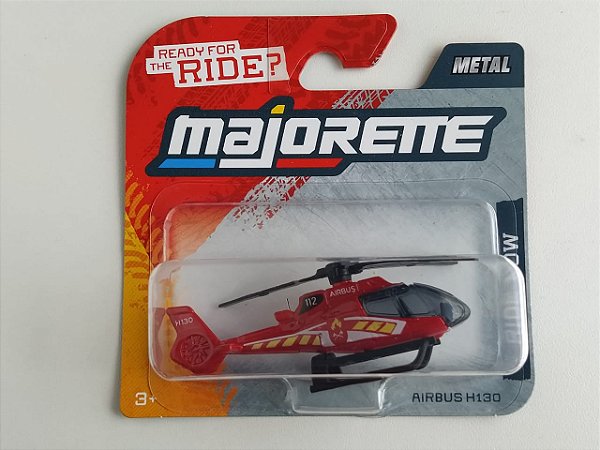 READY FOR
THE RIDE?
METAL
majorette
AIRBUS
112
H130
3+
AIRBUS H130